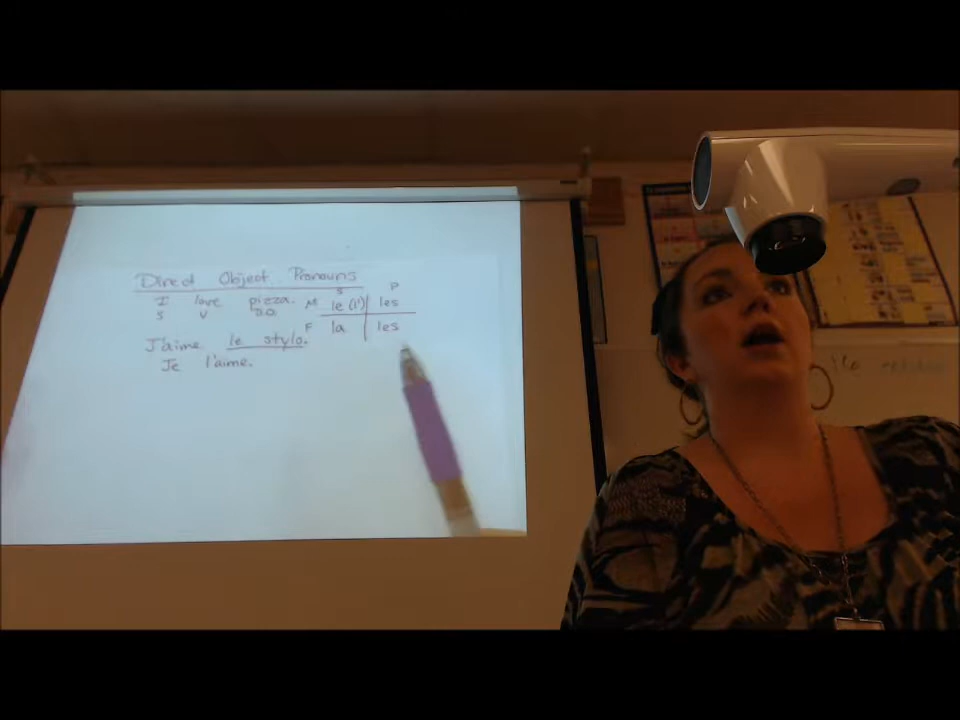 Direct Object Pronouns
I love pizza.
S V D.O.
S P
M le (l') les
F la les
J'aime le stylo.
Je l'aime.